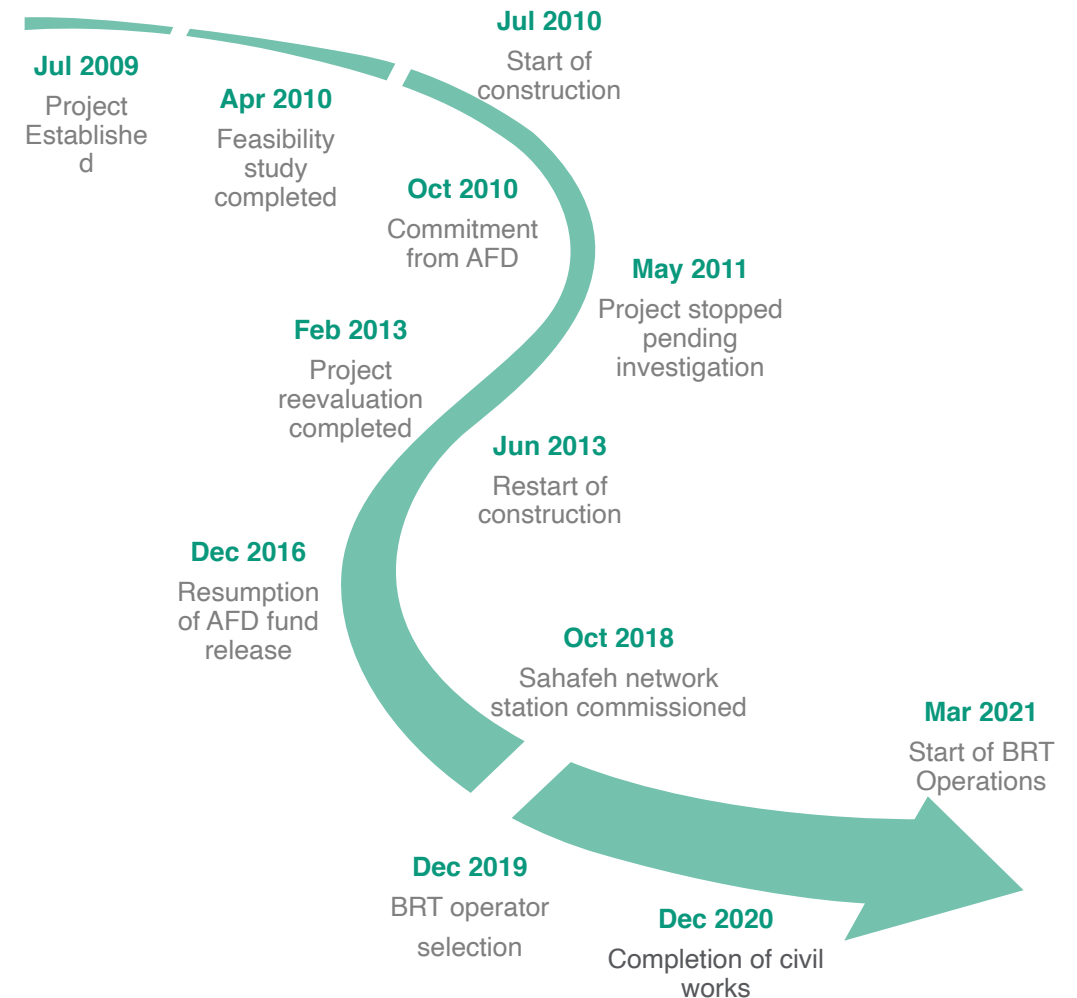 Jul 2009
Project
Establishe
d
Apr 2010
Feasibility
study
completed
Jul 2010
Start of
construction
Oct 2010
Commitment
from AFD
May 2011
Project stopped
pending
investigation
Feb 2013
Project
reevaluation
completed
Jun 2013
Restart of
construction
Dec 2016
Resumption
of AFD fund
release
Oct 2018
Sahafeh network
station commissioned
Dec 2019
BRT operator
selection
Dec 2020
Completion of civil
works
Mar 2021
Start of BRT
Operations